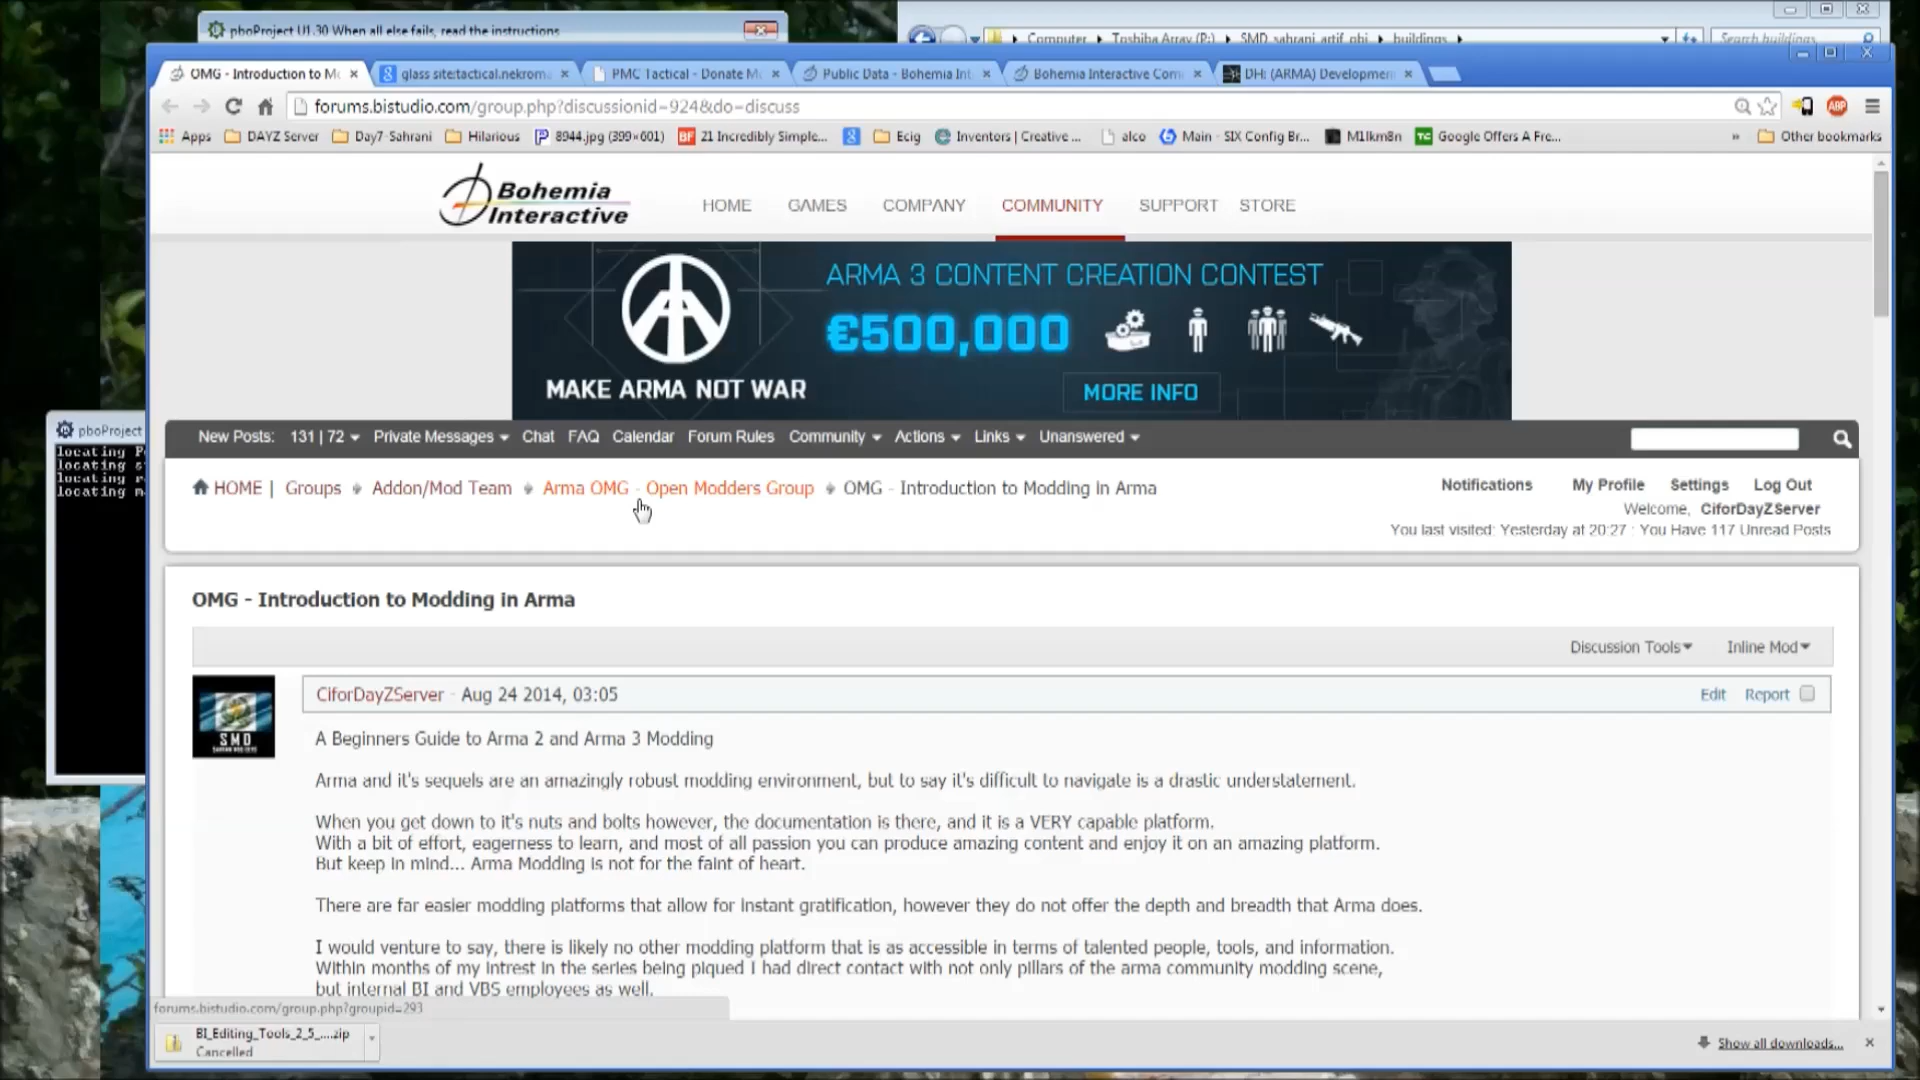 pboProject U1.30 When all else fails, read the instructions
Computer Toshiba Array (P:) SMD_sahrani_artif_obj buildings Search buildings
OMG - Introduction to M glass site:tactical.nekrom PMC Tactical - Donate M Public Data - Bohemia Int Bohemia Interactive Com DH: (ARMA) Developmen
forums.bistudio.com/group.php?discussionid=924&do=discuss
Apps DAYZ Server Day7 Sahrani Hilarious 8944.jpg (399×601) 21 Incredibly Simple... Ecig Inventors | Creative ... alco Main - SIX Config Br... M1lkm8n Google Offers A Fre... » Other bookmarks
Bohemia
Interactive
HOME GAMES COMPANY COMMUNITY SUPPORT STORE
ARMA 3 CONTENT CREATION CONTEST
€500,000
MAKE ARMA NOT WAR
MORE INFO
New Posts: 131 | 72 Private Messages Chat FAQ Calendar Forum Rules Community Actions Links Unanswered
pboProject
locating
locating s
locating
locating
HOME | Groups Addon/Mod Team Arma OMG - Open Modders Group OMG - Introduction to Modding in Arma
Notifications My Profile Settings Log Out
Welcome, CiforDayZServer
You last visited: Yesterday at 20:27 : You Have 117 Unread Posts
OMG - Introduction to Modding in Arma
Discussion Tools Inline Mod
SMD
CiforDayZServer - Aug 24 2014, 03:05
Edit Report
A Beginners Guide to Arma 2 and Arma 3 Modding
Arma and it's sequels are an amazingly robust modding environment, but to say it's difficult to navigate is a drastic understatement.
When you get down to it's nuts and bolts however, the documentation is there, and it is a VERY capable platform.
With a bit of effort, eagerness to learn, and most of all passion you can produce amazing content and enjoy it on an amazing platform.
But keep in mind... Arma Modding is not for the faint of heart.
There are far easier modding platforms that allow for instant gratification, however they do not offer the depth and breadth that Arma does.
I would venture to say, there is likely no other modding platform that is as accessible in terms of talented people, tools, and information.
Within months of my intrest in the series being piqued I had direct contact with not only pillars of the arma community modding scene,
but internal BI and VBS employees as well.
forums.bistudio.com/group.php?groupid=293
BI_Editing_Tools_2_5_....zip
Cancelled
Show all downloads...